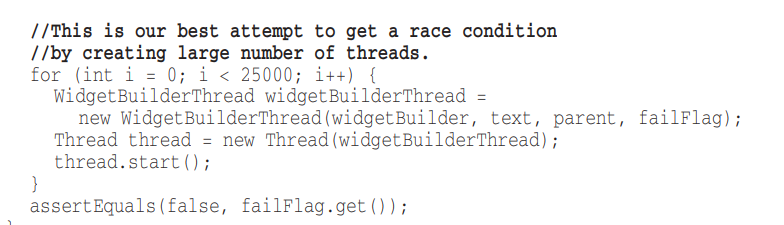 //This is our best attempt to get a race condition
//by creating large number of threads.
for (int i = 0; i < 25000; i++) {
WidgetBuilderThread widgetBuilderThread =
new WidgetBuilderThread(widgetBuilder, text, parent, failFlag);
Thread thread = new Thread(widgetBuilderThread);
thread.start();
}
assertEquals(false, failFlag.get());